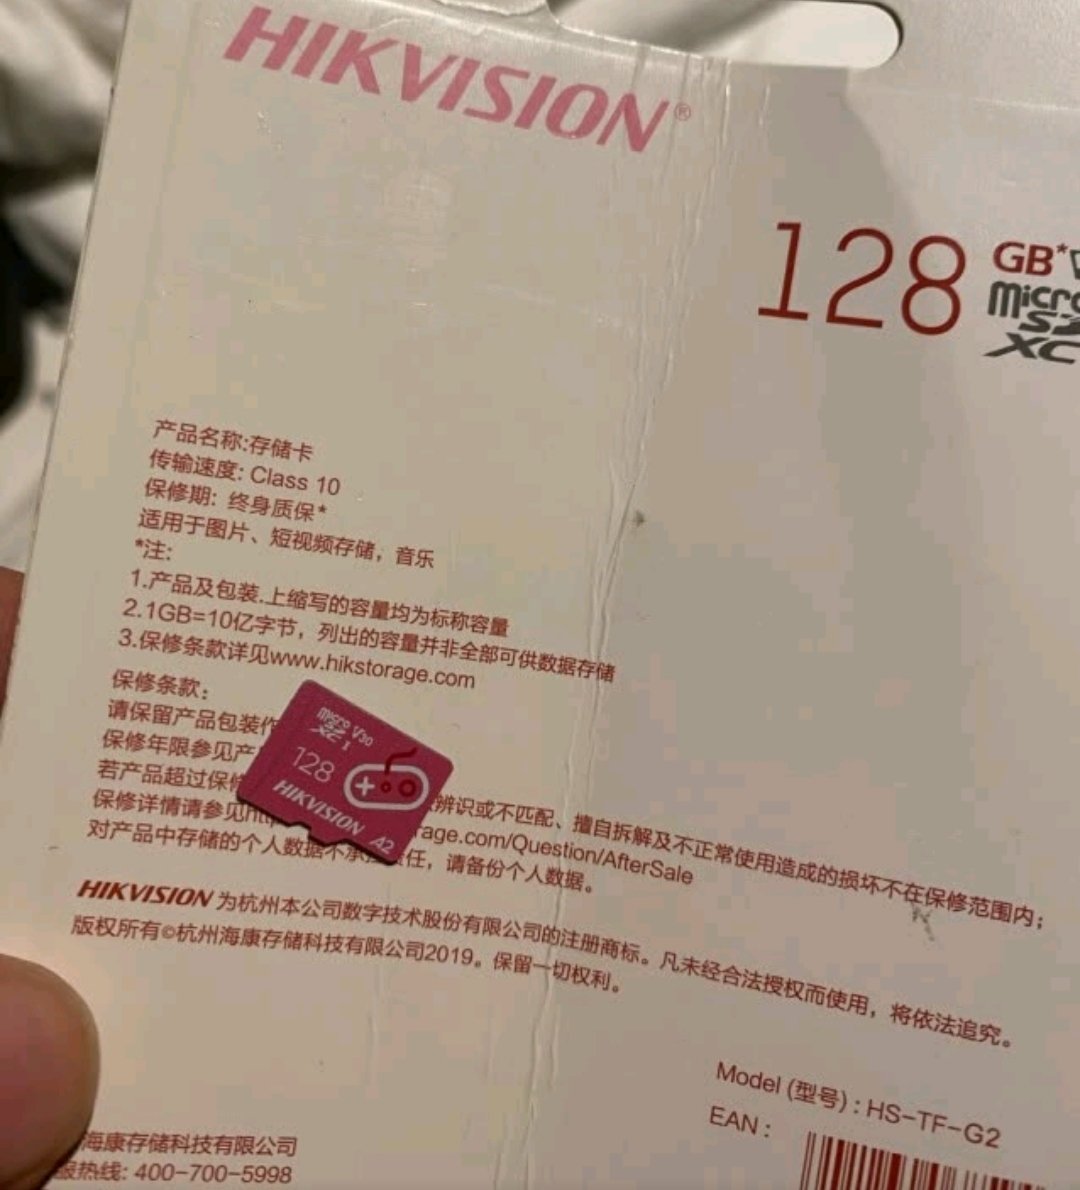 HIKVISION®
128 GB*
Micro
XC
产品名称:存储卡
传输速度: Class 10
保修期: 终身质保*
适用于图片、短视频存储，音乐
*注:
1.产品及包装.上缩写的容量均为标称容量
2.1GB=10亿字节，列出的容量并非全部可供数据存储
3.保修条款详见www.hikstorage.com
保修条款：
请保留产品包装
保修年限参见产
若产品超过保 辨识或不匹配、擅自拆解及不正常使用造成的损坏不在保修范围内；
保修详情请参见 rage.com/Question/AfterSale
对产品中存储的个人数据不承担 任，请备份个人数据。
micro V30
XC I
128
HIKVISION A2
HIKVISION 为杭州本公司数字技术股份有限公司的注册商标。凡未经合法授权而使用，将依法追究。
版权所有©杭州海康存储科技有限公司2019。保留一切权利。
Model (型号) : HS-TF-G2
EAN :
海康存储科技有限公司
热线: 400-700-5998